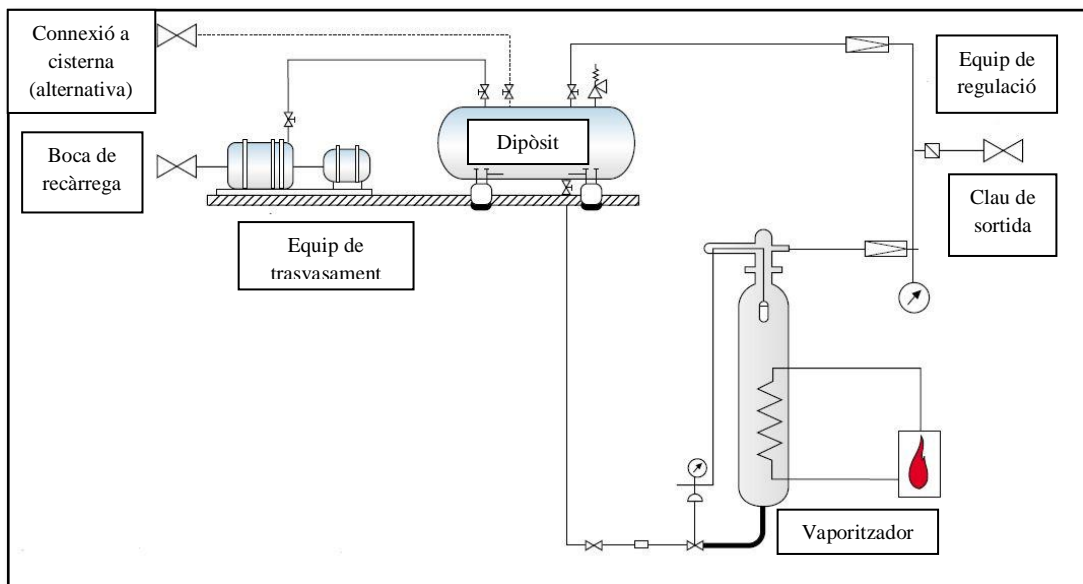 Connexió a
cisterna
(alternativa)
Boca de
recàrrega
Equip de
trasvasament
Dipòsit
Equip de
regulació
Clau de
sortida
Vaporitzador